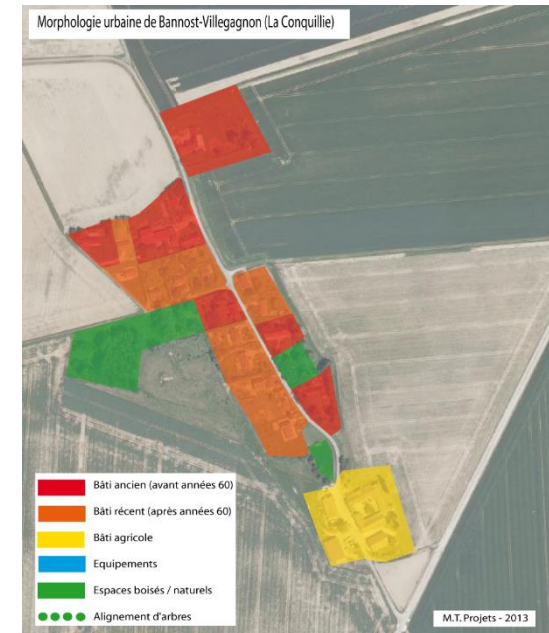 Morphologie urbaine de Bannost-Villegagnon (La Conquillie)
Bâti ancien (avant années 60)
Bâti récent (après années 60)
Bâti agricole
Equipements
Espaces boisés / naturels
Alignement d'arbres
M.T. Projets - 2013